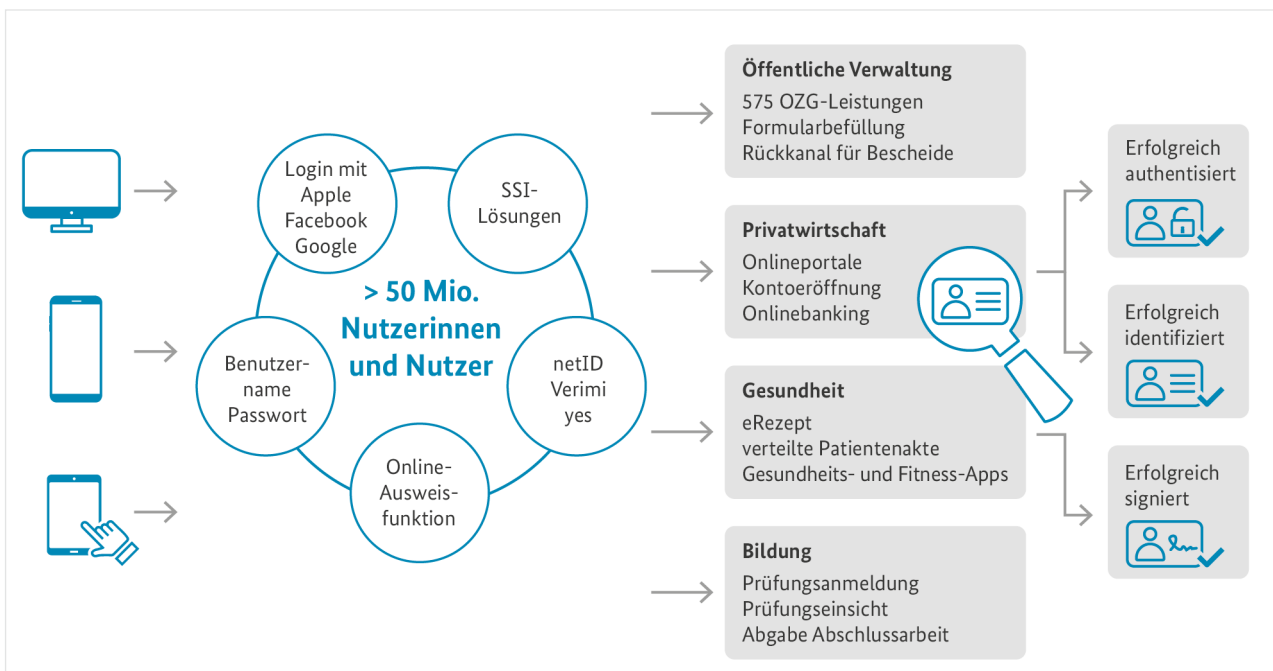 Login mit
Apple
Facebook
Google
SSI-
Lösungen
> 50 Mio.
Nutzerinnen
und Nutzer
Benutzer-
name
Passwort
netID
Verimi
yes
Online-
Ausweis-
funktion
Öffentliche Verwaltung
575 OZG-Leistungen
Formularbefüllung
Rückkanal für Bescheide
Privatwirtschaft
Onlineportale
Kontoeröffnung
Onlinebanking
Gesundheit
eRezept
verteilte Patientenakte
Gesundheits- und Fitness-Apps
Bildung
Prüfungsanmeldung
Prüfungseinsicht
Abgabe Abschlussarbeit
Erfolgreich
authentisiert
Erfolgreich
identifiziert
Erfolgreich
signiert